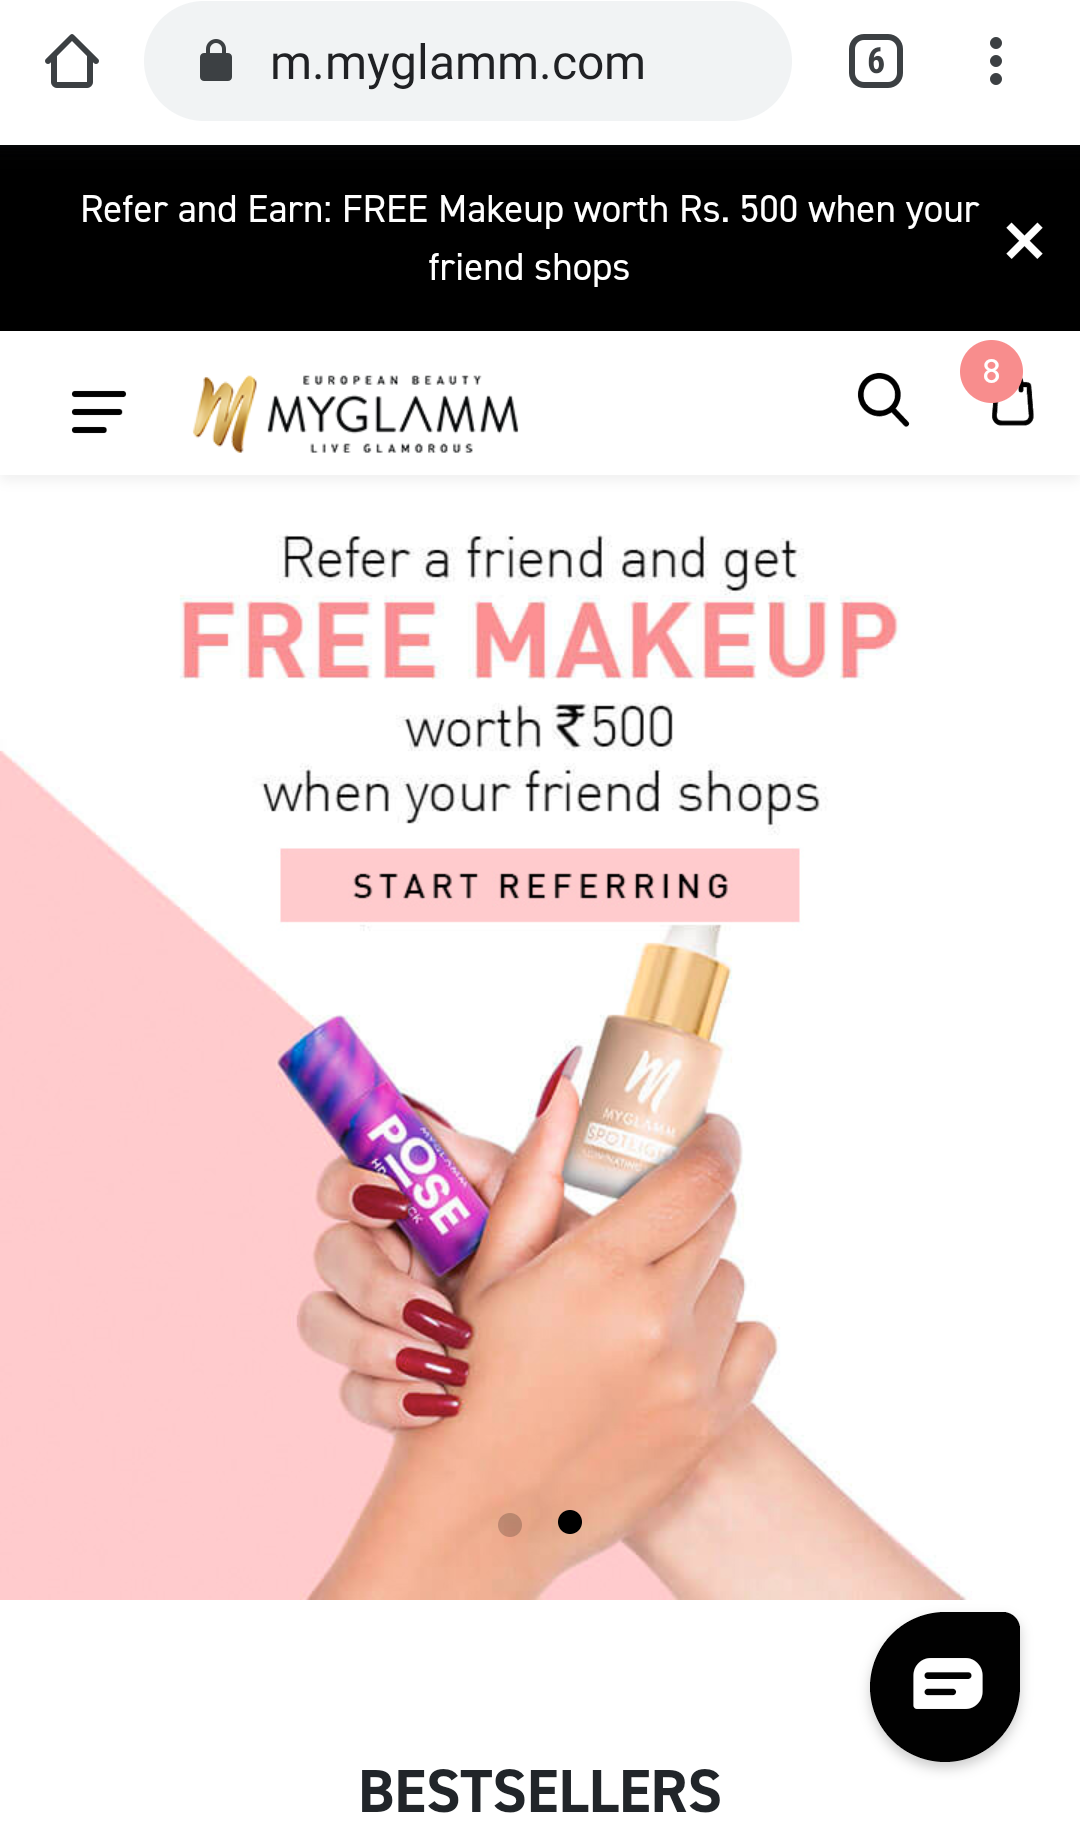 m.myglamm.com
6
Refer and Earn: FREE Makeup worth Rs. 500 when your
friend shops
EUROPEAN BEAUTY
MYGLAMM
LIVE GLAMOROUS
8
Refer a friend and get
FREE MAKEUP
worth ₹500
when your friend shops
START REFERRING
MYGLAMM
POSE
MYGLAMM
BESTSELLERS